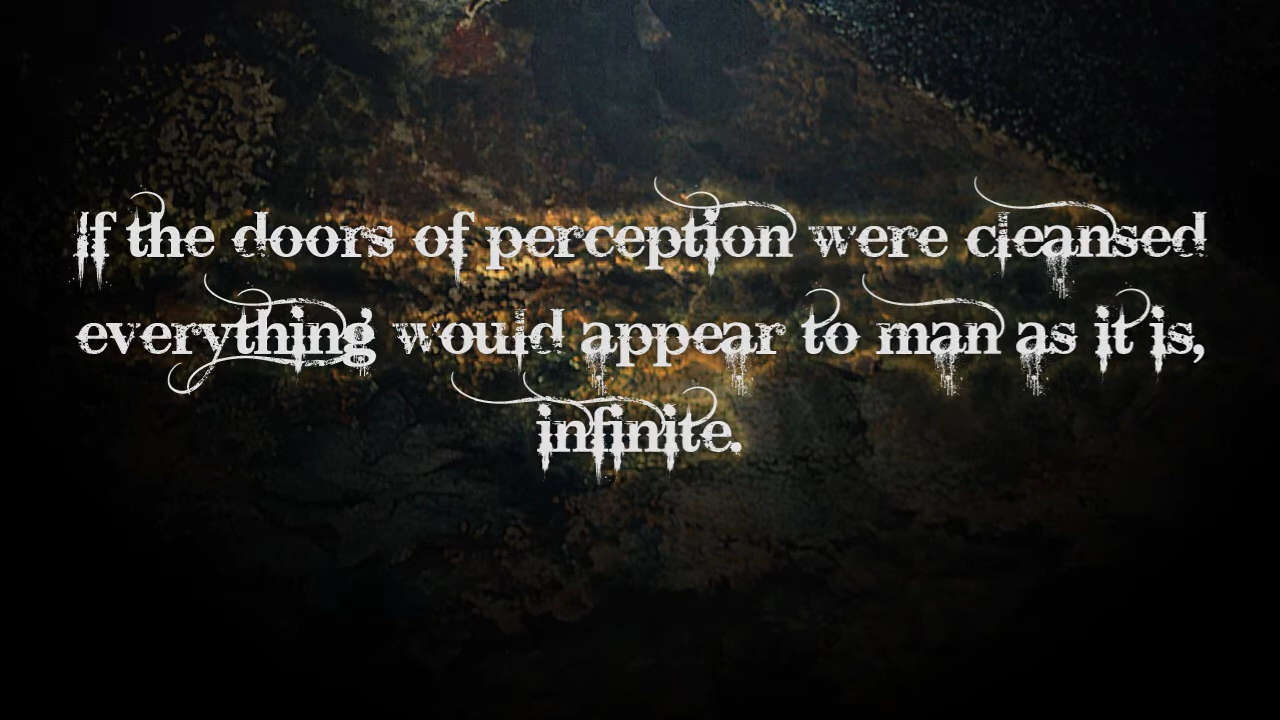 If the doors of perception were cleansed
everything would appear to man as it is,
infinite.